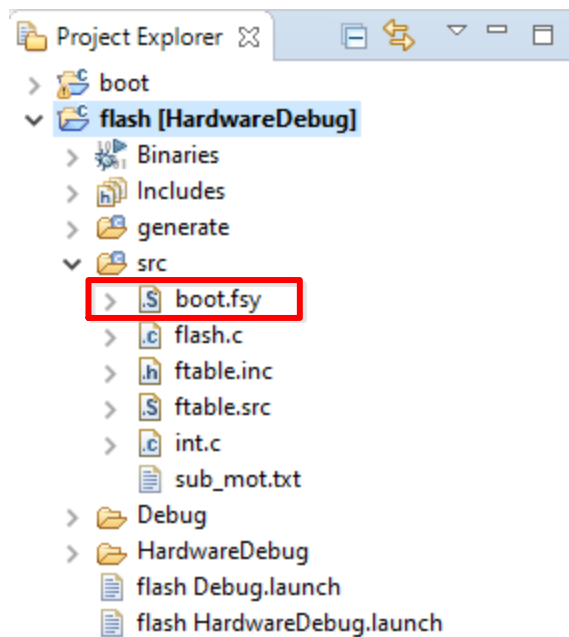 Project Explorer
boot
flash [HardwareDebug]
Binaries
Includes
generate
src
boot.fsy
flash.c
ftable.inc
ftable.src
int.c
sub_mot.txt
Debug
HardwareDebug
flash Debug.launch
flash HardwareDebug.launch